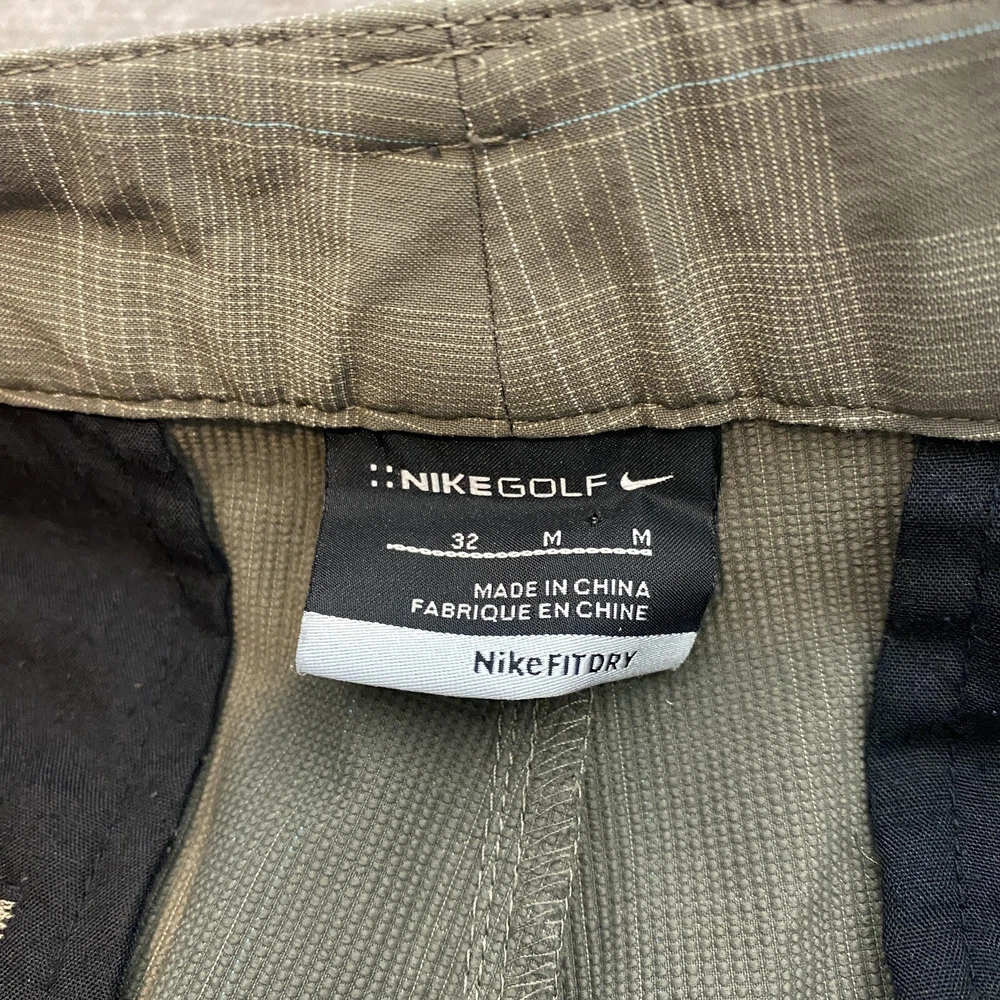 NIKEGOLF
32 M M
MADE IN CHINA
FABRIQUE EN CHINE
NikeFITDRY